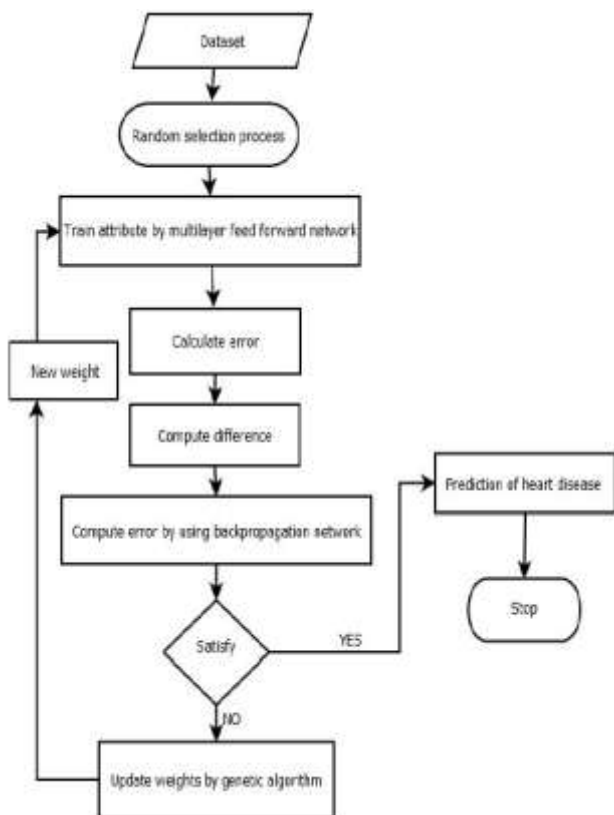 Dataset
Random selection process
Train attribute by multilayer feed forward network
Calculate error
New weight
Compute difference
Prediction of heart disease
Compute error by using backpropagation network
Stop
Satisfy
YES
NO
Update weights by genetic algorithm